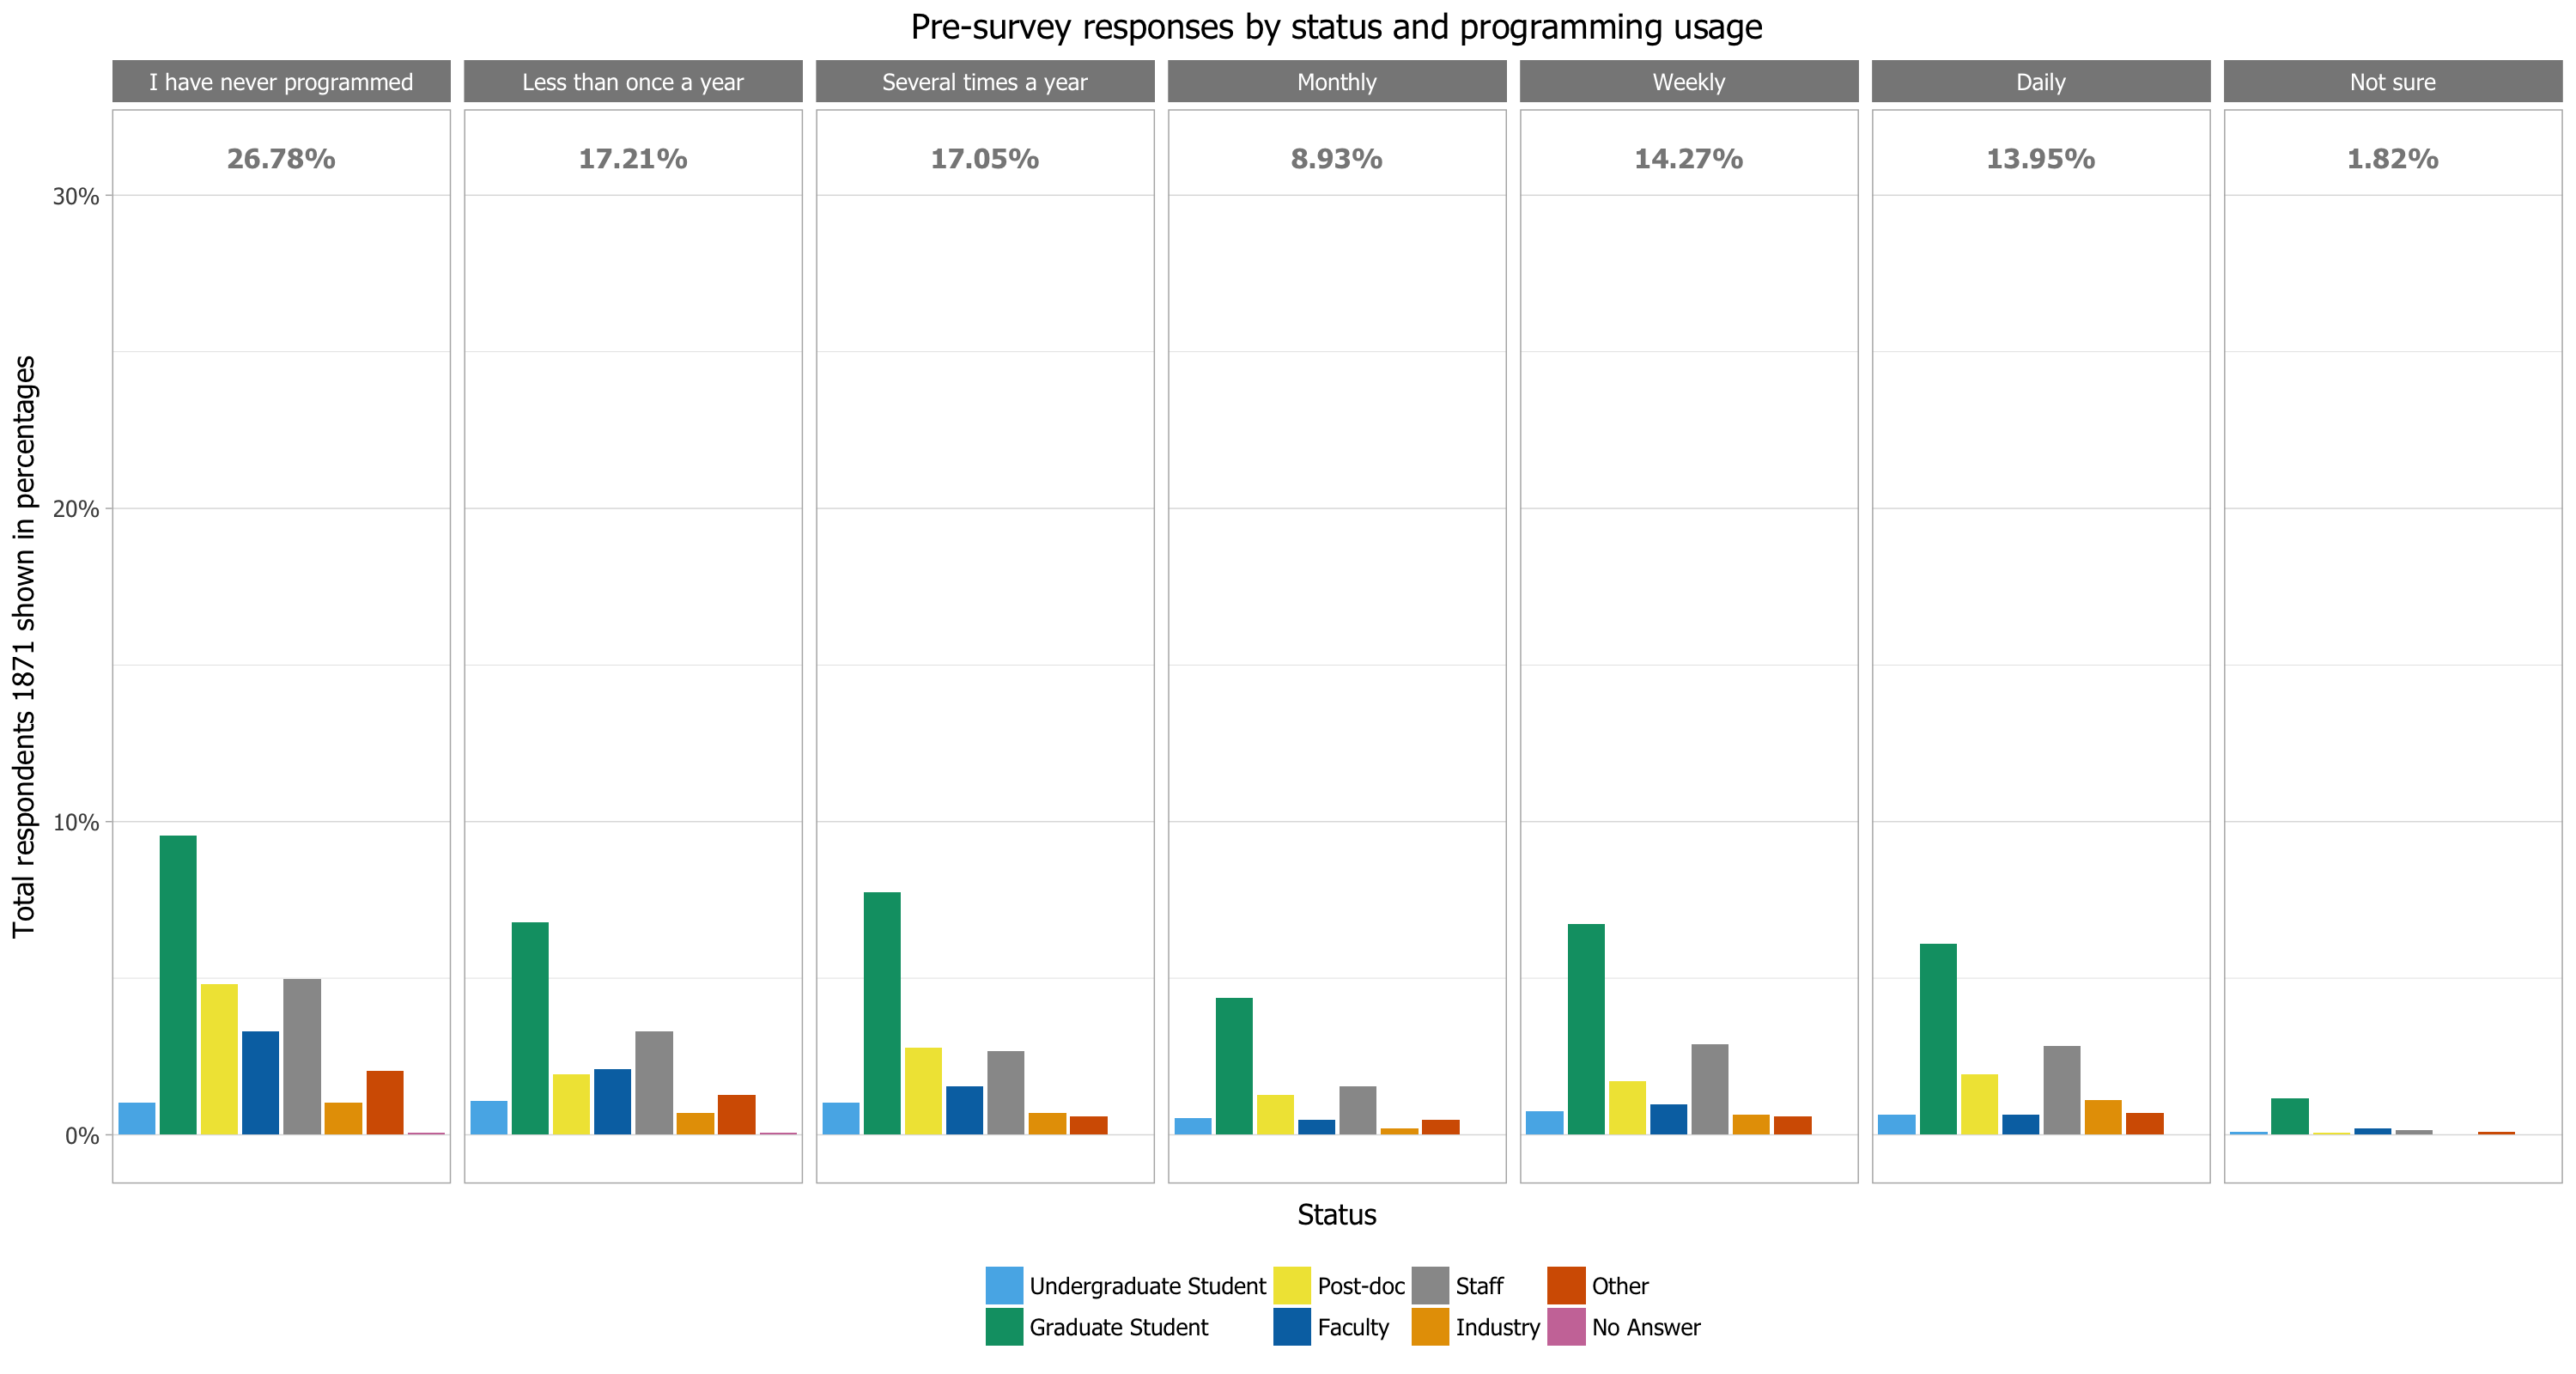 Pre-survey responses by status and programming usage
I have never programmed
Less than once a year
Several times a year
Monthly
Weekly
Daily
Not sure
26.78%
17.21%
17.05%
8.93%
14.27%
13.95%
1.82%
30%
20%
10%
0%
Total respondents 1871 shown in percentages
Status
Undergraduate Student
Post-doc
Staff
Other
Graduate Student
Faculty
Industry
No Answer